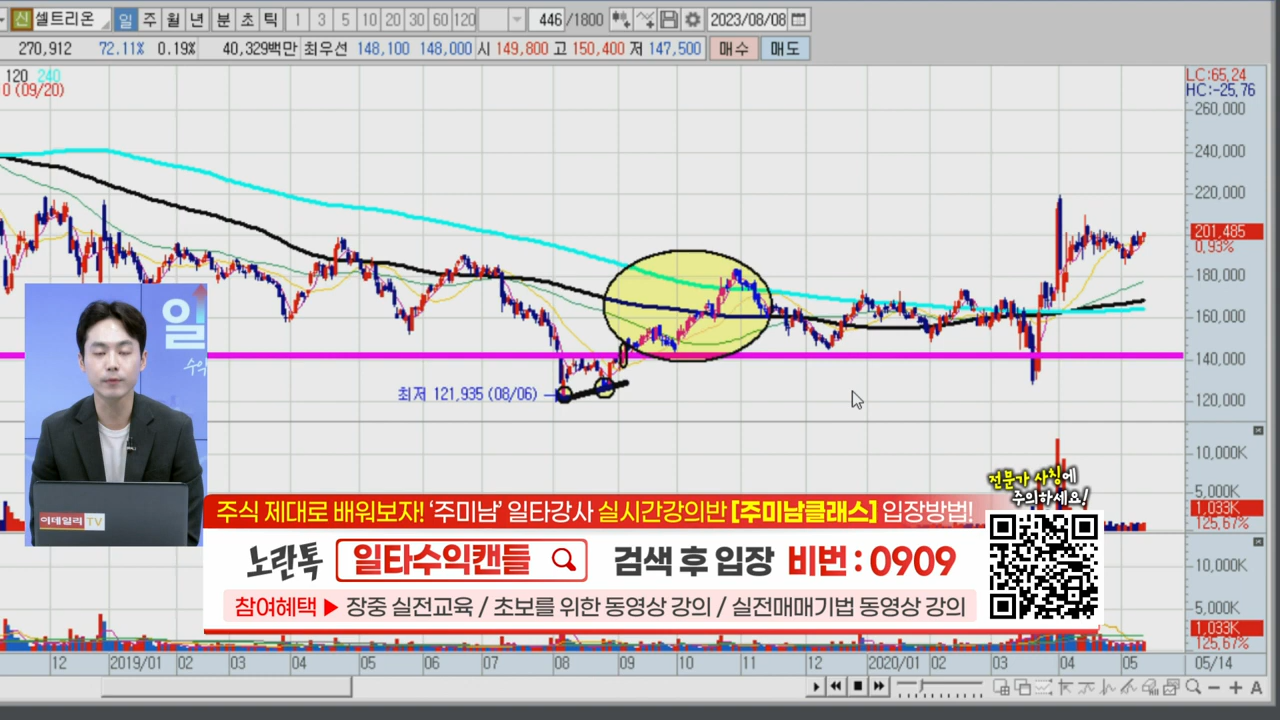 신 셀트리온 일 주 월 년 분 초 틱 1 3 5 10 20 30 60 120 446 /1800 2023/08/08
270,912 72.11% 0.19% 40,329백만 최우선 148,100 148,000 시 149,800 고 150,400 저 147,500 매수 매도
120 240
0 (09/20)
LC:65,24
HC:-25,76
260,000
240,000
220,000
201,485
0,93%
180,000
160,000
140,000
120,000
최저 121,935 (08/06)
일
수익
이데일리 TV
10,000K
5,000K
1,033K
125,67%
10,000K
5,000K
1,033K
125,67%
전문가 사칭에
주의하세요!
주식 제대로 배워보자! '주미남' 일타강사 실시간강의반 [주미남클래스] 입장방법!
노란톡 일타수익캔들 검색 후 입장 비번 : 0909
참여혜택 ▶ 장중 실전교육 / 초보를 위한 동영상 강의 / 실전매매기법 동영상 강의
12 2019/01 02 03 04 05 06 07 08 09 10 11 12 2020/01 02 03 04 05 05/14
A